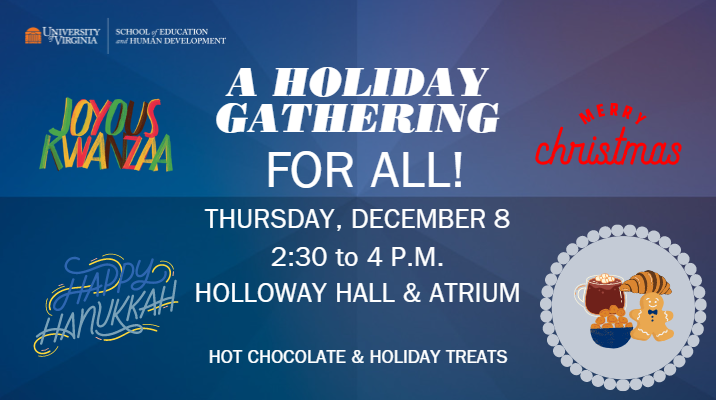 UNIVERSITY of VIRGINIA
SCHOOL of EDUCATION
and HUMAN DEVELOPMENT
A HOLIDAY
GATHERING
FOR ALL!
JOYOUS
KWANZAA
MERRY
christmas
THURSDAY, DECEMBER 8
2:30 to 4 P.M.
HOLLOWAY HALL & ATRIUM
HAPPY
HANUKKAH
HOT CHOCOLATE & HOLIDAY TREATS